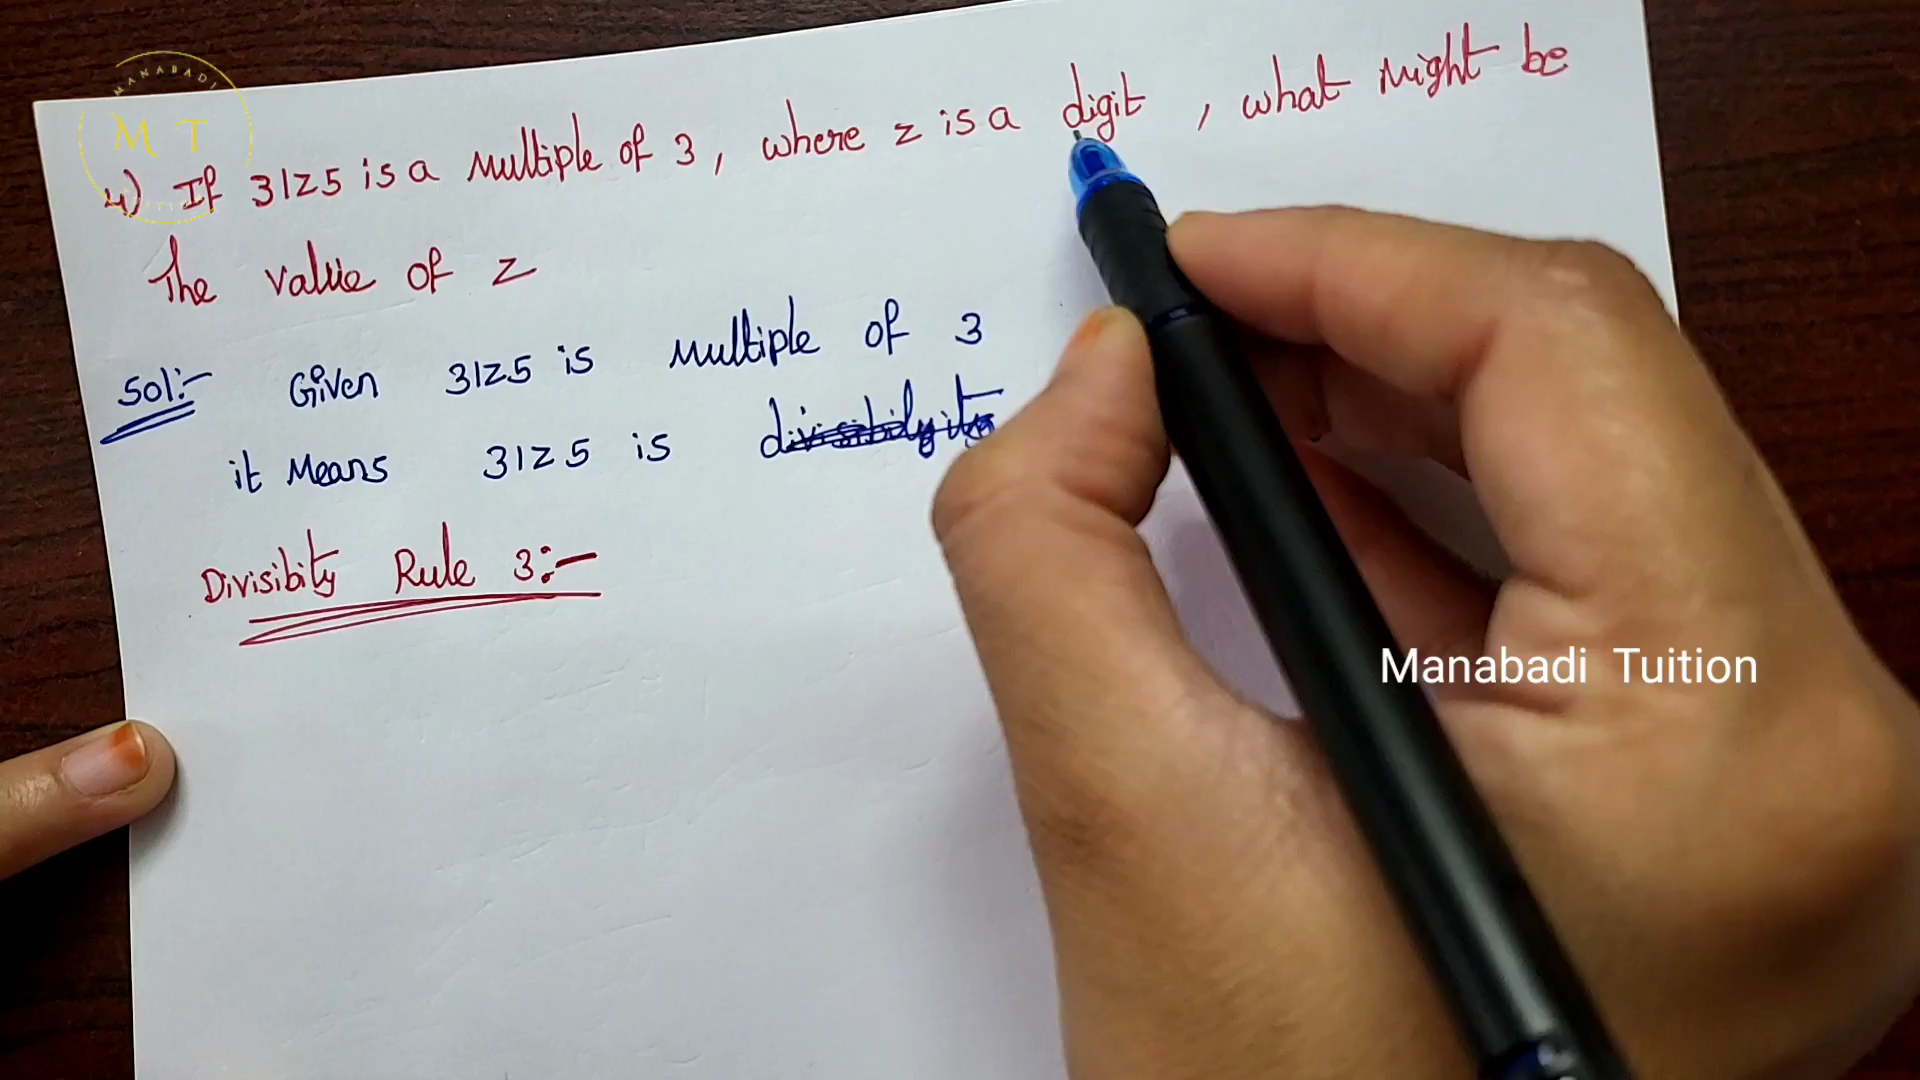 MANABADI
M T
4) If 31z5 is a multiple of 3, where z is a digit, what might be
the value of z
Sol:- Given 31z5 is multiple of 3
it means 31z5 is
Divisibity Rule 3:-
Manabadi Tuition